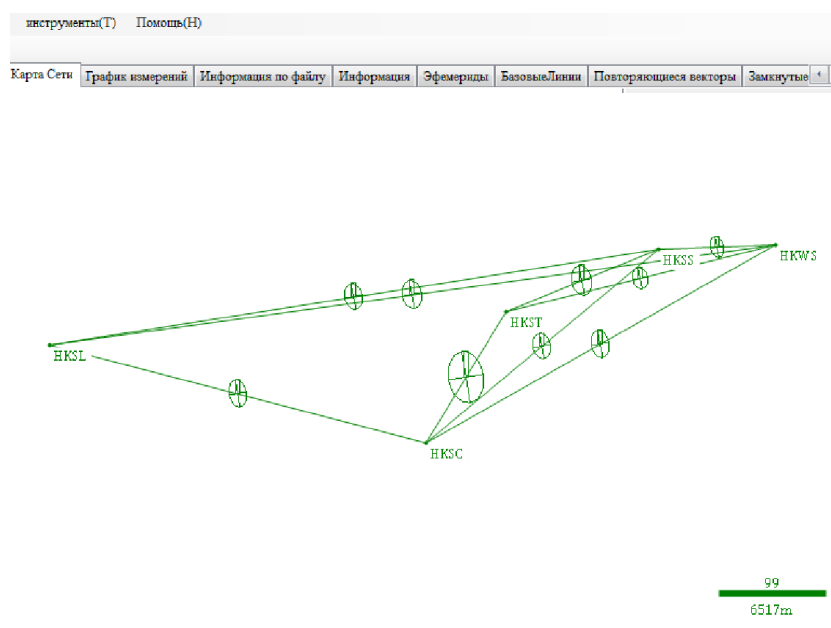 инструменты(Т) Помощь(Н)
Карта Сети График измерений Информация по файлу Информация Эфемериды БазовыеЛинии Повторяющиеся векторы Замкнутые
HKSS HKWS
HKST
HKSL
HKSC
99
6517m